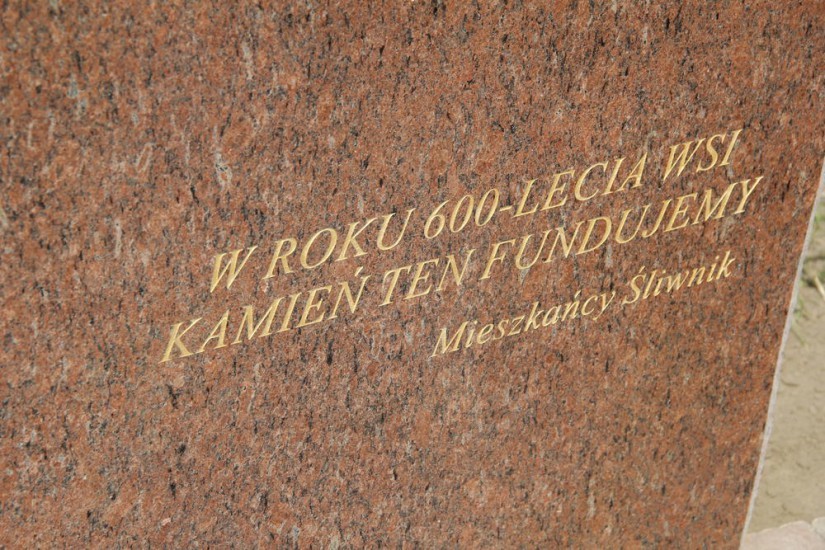 W ROKU 600-LECIA WSI
KAMIEŃ TEN FUNDUJEMY
Mieszkańcy Śliwnik